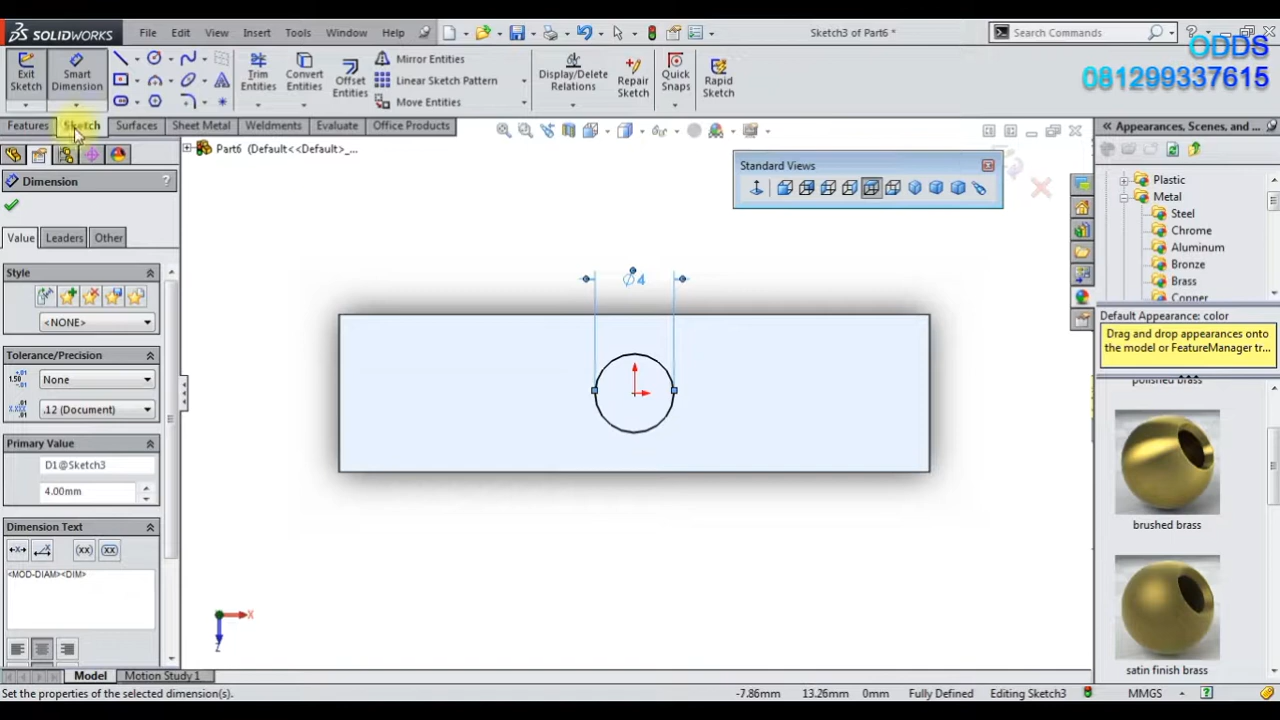 SOLIDWORKS
File Edit View Insert Tools Window Help
Sketch3 of Part6 *
Search Commands
ODDS
081299337615
Exit Sketch
Smart Dimension
Trim Entities
Convert Entities
Offset Entities
Mirror Entities
Linear Sketch Pattern
Move Entities
Display/Delete Relations
Repair Sketch
Quick Snaps
Rapid Sketch
Features Sketch Surfaces Sheet Metal Weldments Evaluate Office Products
Part6 (Default<<Default>_...
Appearances, Scenes, and ...
Standard Views
Dimension ?
Value Leaders Other
Style
<NONE>
Tolerance/Precision
None
.12 (Document)
Primary Value
D1@Sketch3
4.00mm
Dimension Text
(xx) (xx)
<MOD-DIAM><DIM>
∅4
X
Z
Plastic
Metal
Steel
Chrome
Aluminum
Bronze
Brass
Copper
Default Appearance: color
Drag and drop appearances onto
the model or FeatureManager tr...
polished brass
brushed brass
satin finish brass
Model Motion Study 1
Set the properties of the selected dimension(s).
-7.86mm 13.26mm 0mm Fully Defined Editing Sketch3 MMGS